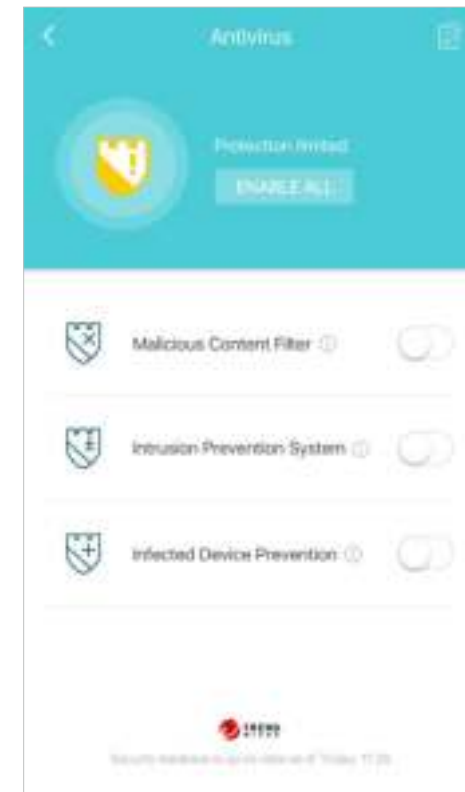 Antivirus
Protection limited
ENABLE ALL
Malicious Content Filter
Intrusion Prevention System
Infected Device Prevention
TREND